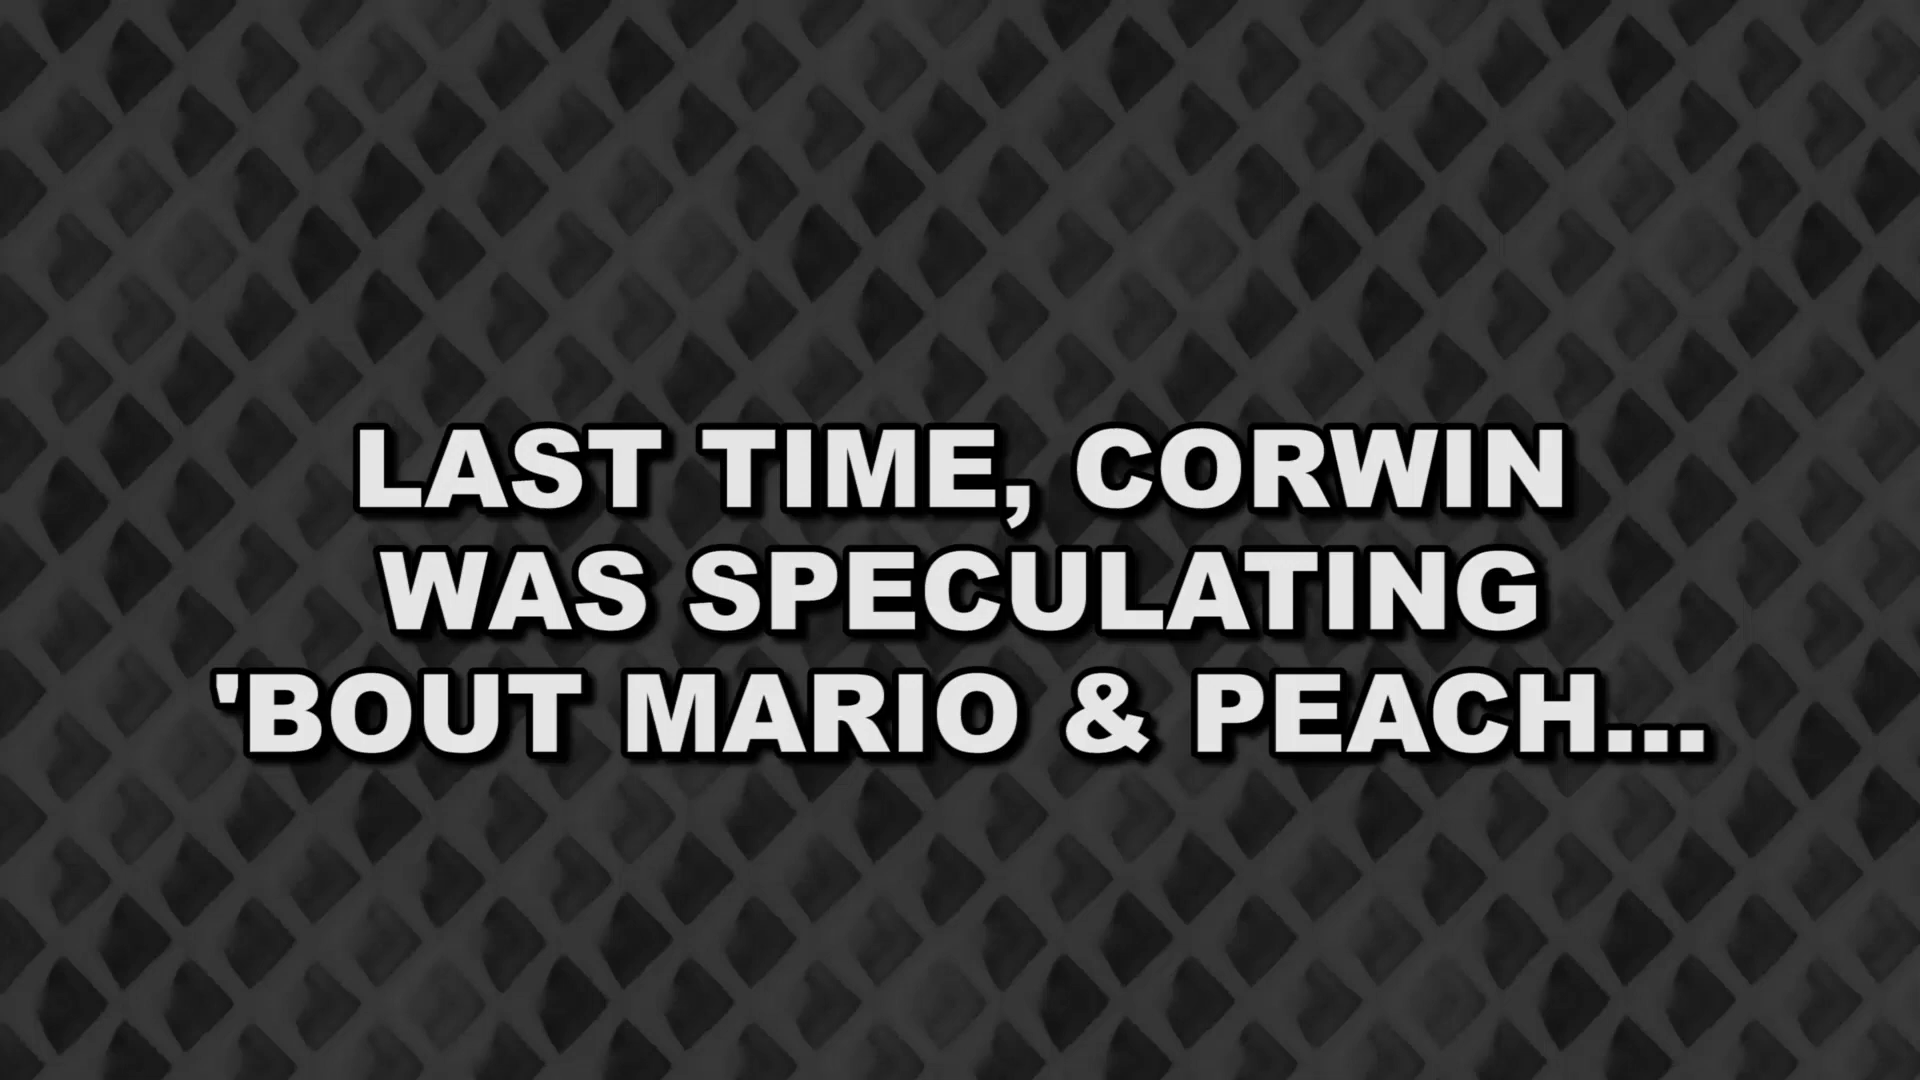 LAST TIME, CORWIN
WAS SPECULATING
'BOUT MARIO & PEACH...